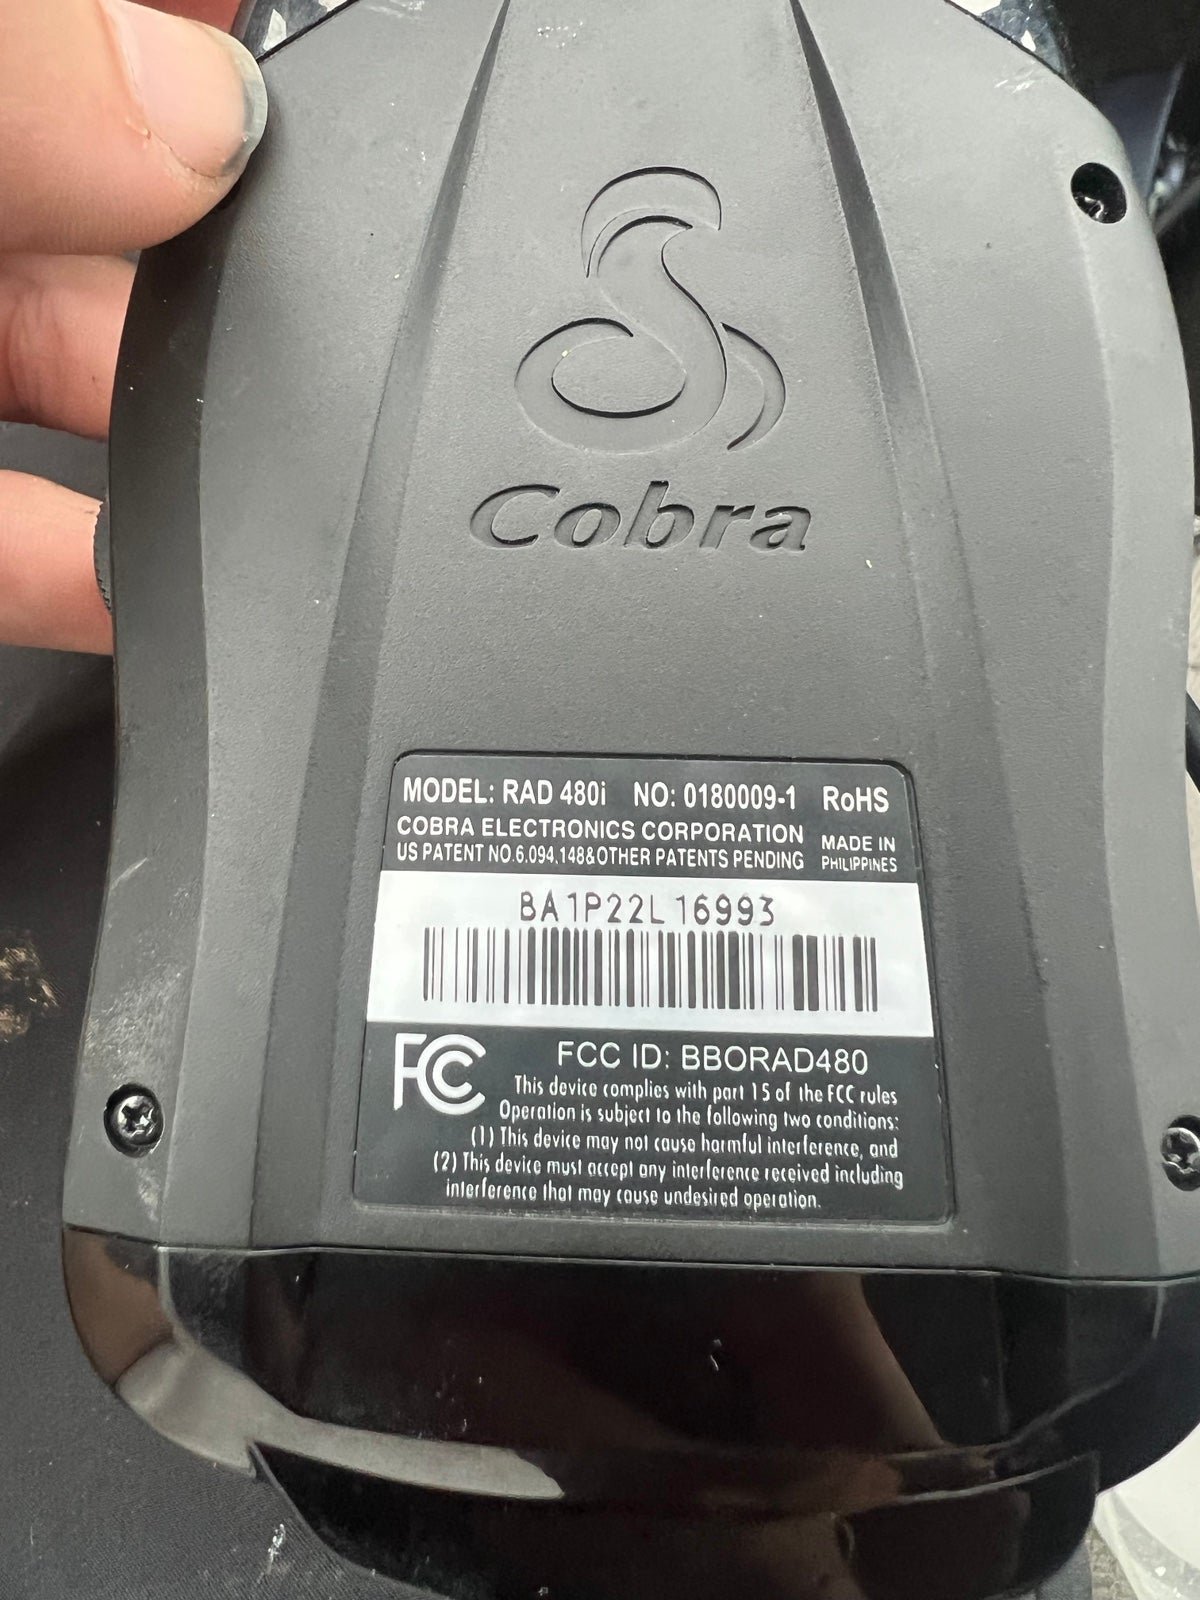 Cobra
MODEL: RAD 480i NO: 0180009-1 RoHS
COBRA ELECTRONICS CORPORATION MADE IN
US PATENT NO.6.094.148&OTHER PATENTS PENDING PHILIPPINES
BA1P22L16993
FC FCC ID: BBORAD480
This device complies with part 15 of the FCC rules
Operation is subject to the following two conditions:
(1) This device may not cause harmful interference, and
(2) This device must accept any interference received including
interference that may cause undesired operation.